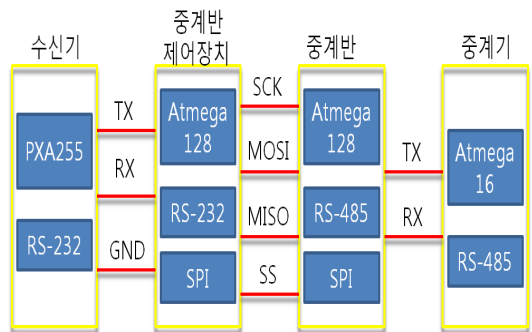 수신기
중계반
제어장치
중계반
중계기
PXA255
RS-232
TX
RX
GND
Atmega
128
RS-232
SPI
SCK
MOSI
MISO
SS
Atmega
128
RS-485
SPI
TX
RX
Atmega
16
RS-485